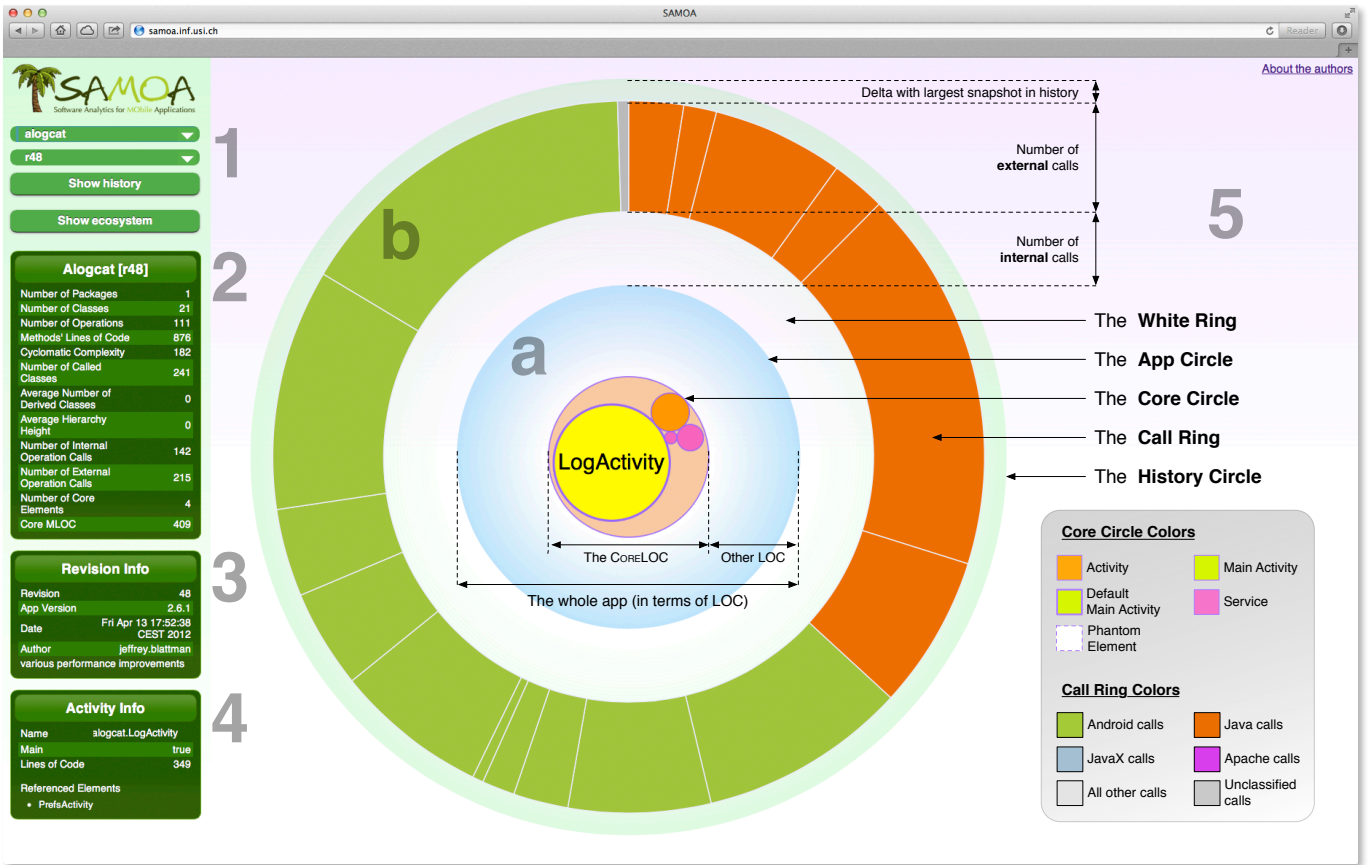 SAMOA
samoa.inf.usi.ch
Reader
About the authors
SAMOA
Software Analytics for MObile Applications
alogcat
r48
Show history
Show ecosystem
1
2
Alogcat [r48]
Number of Packages 1
Number of Classes 21
Number of Operations 111
Methods' Lines of Code 876
Cyclomatic Complexity 182
Number of Called
Classes 241
Average Number of
Derived Classes 0
Average Hierarchy
Height 0
Number of Internal
Operation Calls 142
Number of External
Operation Calls 215
Number of Core
Elements 4
Core MLOC 409
3
Revision Info
Revision 48
App Version 2.6.1
Date Fri Apr 13 17:52:38
CEST 2012
Author jeffrey.blattman
various performance improvements
4
Activity Info
Name alogcat.LogActivity
Main true
Lines of Code 349
Referenced Elements
• PrefsActivity
b
a
LogActivity
The CORELOC
Other LOC
The whole app (in terms of LOC)
Delta with largest snapshot in history
Number of
external calls
Number of
internal calls
5
The White Ring
The App Circle
The Core Circle
The Call Ring
The History Circle
Core Circle Colors
Activity
Main Activity
Default
Main Activity
Service
Phantom
Element
Call Ring Colors
Android calls
Java calls
JavaX calls
Apache calls
All other calls
Unclassified
calls